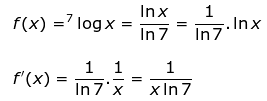 f(x) = ⁷log x = ln x / ln 7 = 1 / ln 7 . ln x
f'(x) = 1 / ln 7 . 1 / x = 1 / x ln 7